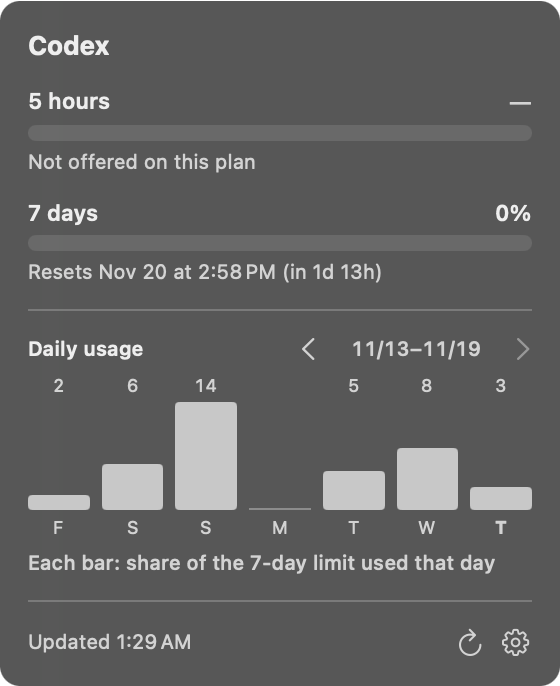 Codex
5 hours —
Not offered on this plan
7 days 0%
Resets Nov 20 at 2:58 PM (in 1d 13h)
Daily usage 11/13–11/19
2 6 14 5 8 3
F S S M T W T
Each bar: share of the 7-day limit used that day
Updated 1:29 AM